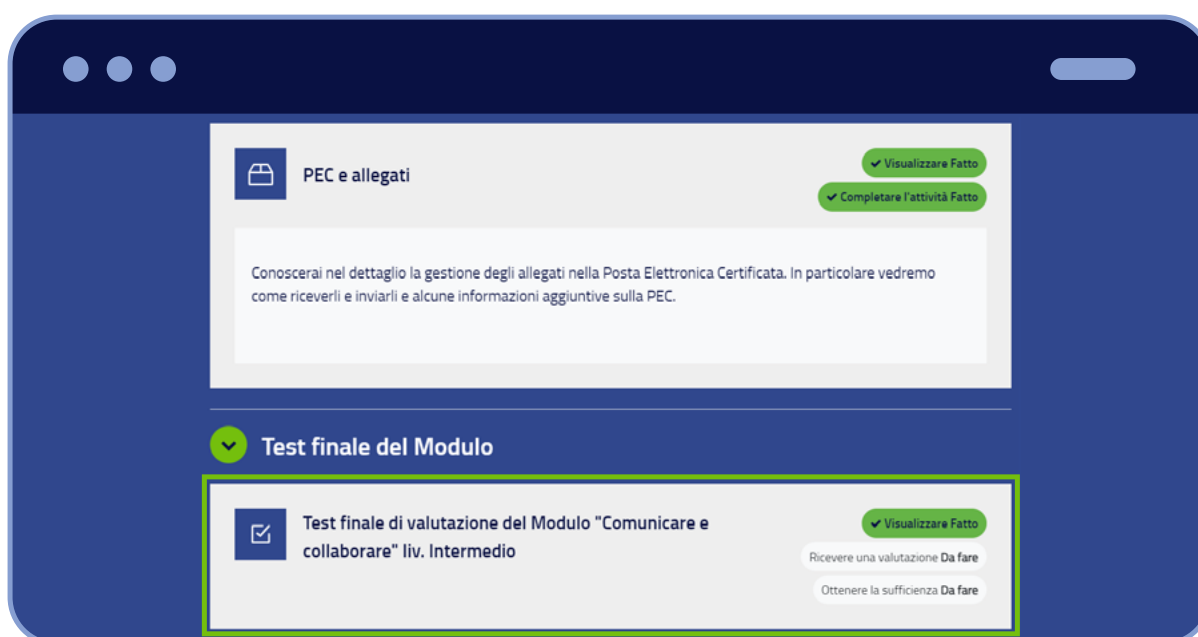 PEC e allegati
✔ Visualizzare Fatto
✔ Completare l'attività Fatto
Conoscerai nel dettaglio la gestione degli allegati nella Posta Elettronica Certificata. In particolare vedremo
come riceverli e inviarli e alcune informazioni aggiuntive sulla PEC.
Test finale del Modulo
Test finale di valutazione del Modulo "Comunicare e
collaborare" liv. Intermedio
✔ Visualizzare Fatto
Ricevere una valutazione Da fare
Ottenere la sufficienza Da fare